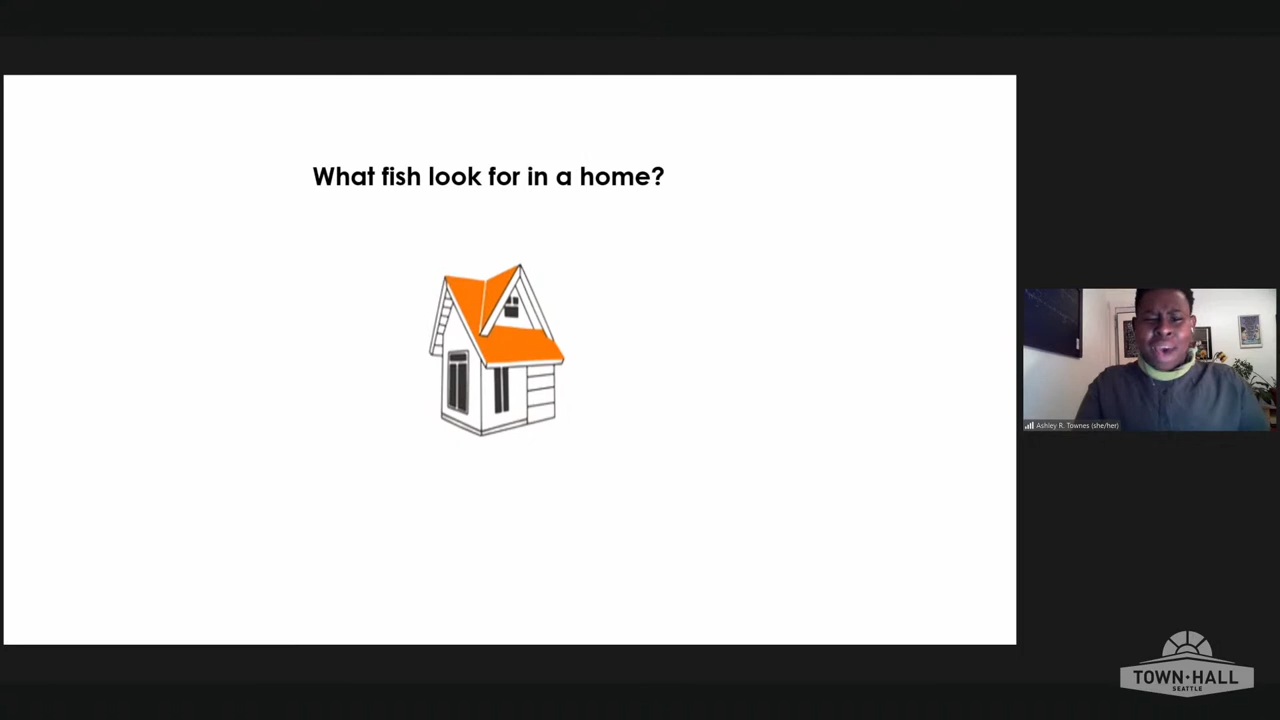 What fish look for in a home?
Ashley R. Townes (she/her)
TOWN·HALL
SEATTLE